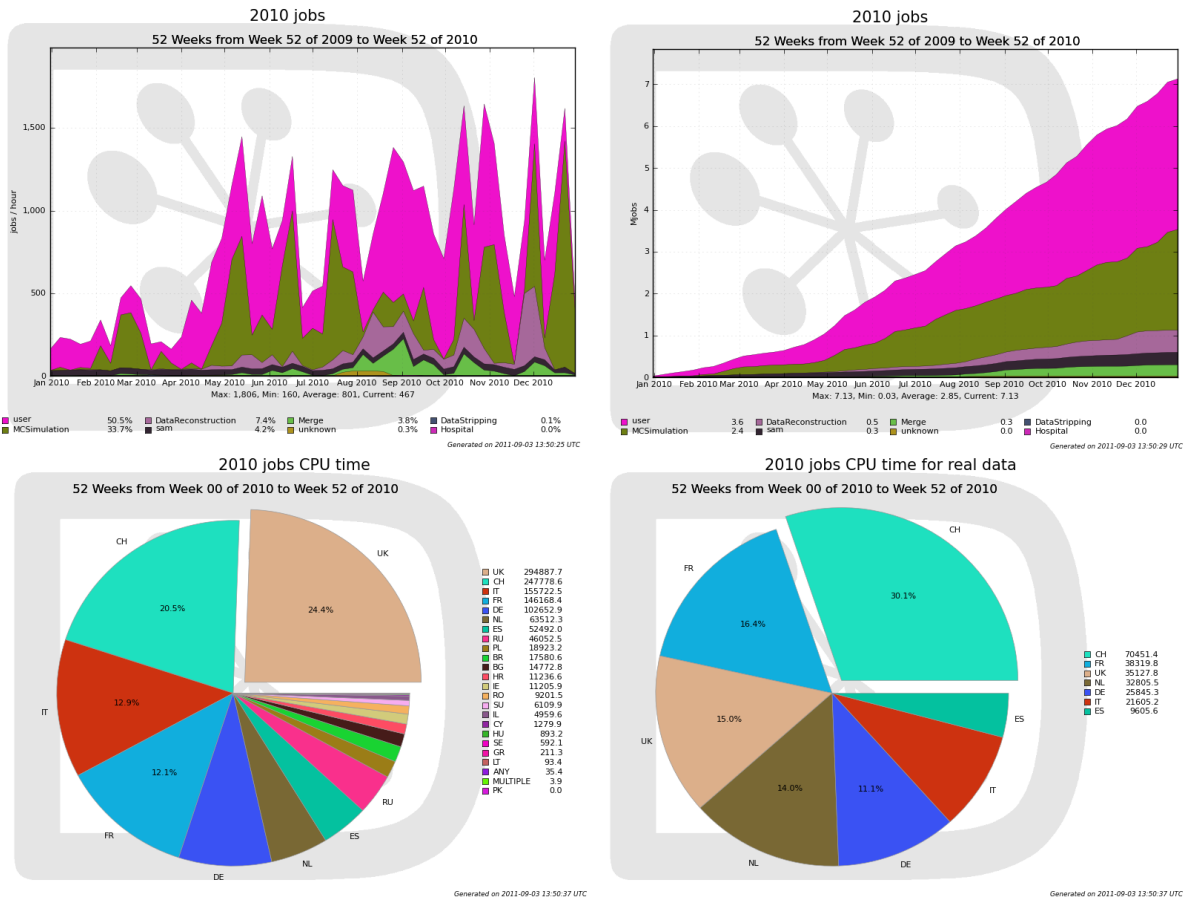 2010 jobs
52 Weeks from Week 52 of 2009 to Week 52 of 2010
jobs / hour
1,500
1,000
500
0
Jan 2010 Feb 2010 Mar 2010 Apr 2010 May 2010 Jun 2010 Jul 2010 Aug 2010 Sep 2010 Oct 2010 Nov 2010 Dec 2010
Max: 1,806, Min: 160, Average: 801, Current: 467
user 50.5% DataReconstruction 7.4% Merge 3.8% DataStripping 0.1%
MCSimulation 33.7% sam 4.2% unknown 0.3% Hospital 0.0%
Generated on 2011-09-03 13:50:25 UTC
2010 jobs
52 Weeks from Week 52 of 2009 to Week 52 of 2010
Mjobs
7
6
5
4
3
2
1
0
Jan 2010 Feb 2010 Mar 2010 Apr 2010 May 2010 Jun 2010 Jul 2010 Aug 2010 Sep 2010 Oct 2010 Nov 2010 Dec 2010
Max: 7.13, Min: 0.03, Average: 2.85, Current: 7.13
user 3.6 DataReconstruction 0.5 Merge 0.3 DataStripping 0.0
MCSimulation 2.4 sam 0.3 unknown 0.0 Hospital 0.0
Generated on 2011-09-03 13:50:29 UTC
2010 jobs CPU time
52 Weeks from Week 00 of 2010 to Week 52 of 2010
CH
UK
20.5%
24.4%
IT
12.9%
12.1%
FR
DE
NL
ES
RU
UK 294887.7
CH 247778.6
IT 155722.5
FR 146168.4
DE 102652.9
NL 63512.3
ES 52492.0
RU 46052.5
PL 18923.2
BR 17580.6
BG 14772.8
HR 11236.6
IE 11205.9
RO 9201.5
SU 6109.9
IL 4959.6
CY 1279.9
HU 893.2
SE 592.1
GR 211.3
LT 93.4
ANY 35.4
MULTIPLE 3.9
PK 0.0
Generated on 2011-09-03 13:50:37 UTC
2010 jobs CPU time for real data
52 Weeks from Week 00 of 2010 to Week 52 of 2010
CH
FR
30.1%
16.4%
15.0%
UK
14.0%
11.1%
NL
DE
IT
ES
CH 70451.4
FR 38319.8
UK 35127.8
NL 32805.5
DE 25845.3
IT 21605.2
ES 9605.6
Generated on 2011-09-03 13:50:37 UTC